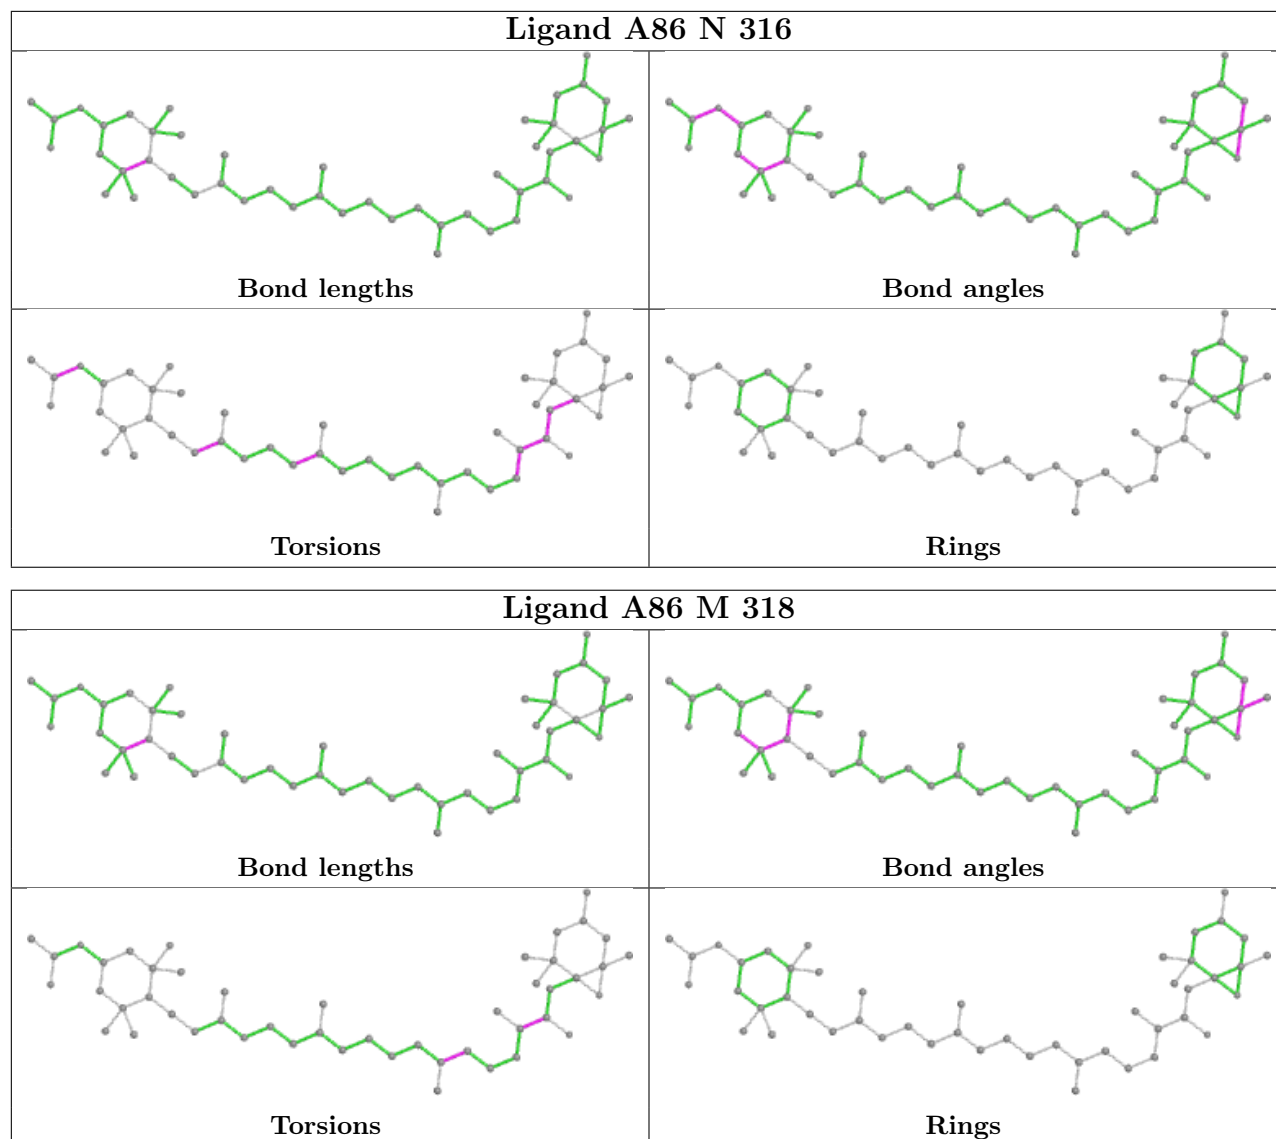 Ligand A86 N 316
Bond lengths
Bond angles
Torsions
Rings
Ligand A86 M 318
Bond lengths
Bond angles
Torsions
Rings